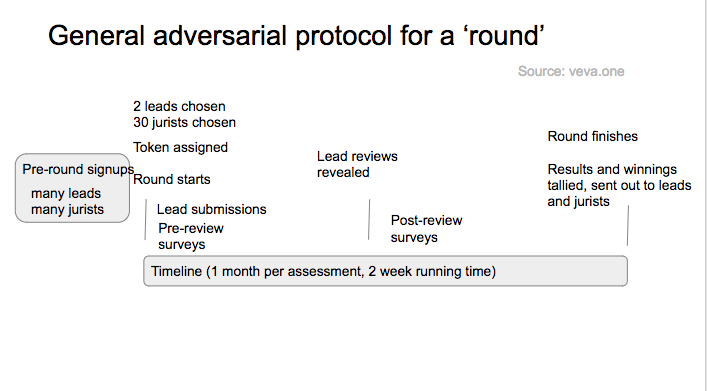 General adversarial protocol for a ‘round’
Source: veva.one
2 leads chosen
30 jurists chosen
Token assigned
Round starts
Pre-round signups
many leads
many jurists
Lead submissions
Pre-review
surveys
Lead reviews
revealed
Post-review
surveys
Round finishes
Results and winnings
tallied, sent out to leads
and jurists
Timeline (1 month per assessment, 2 week running time)